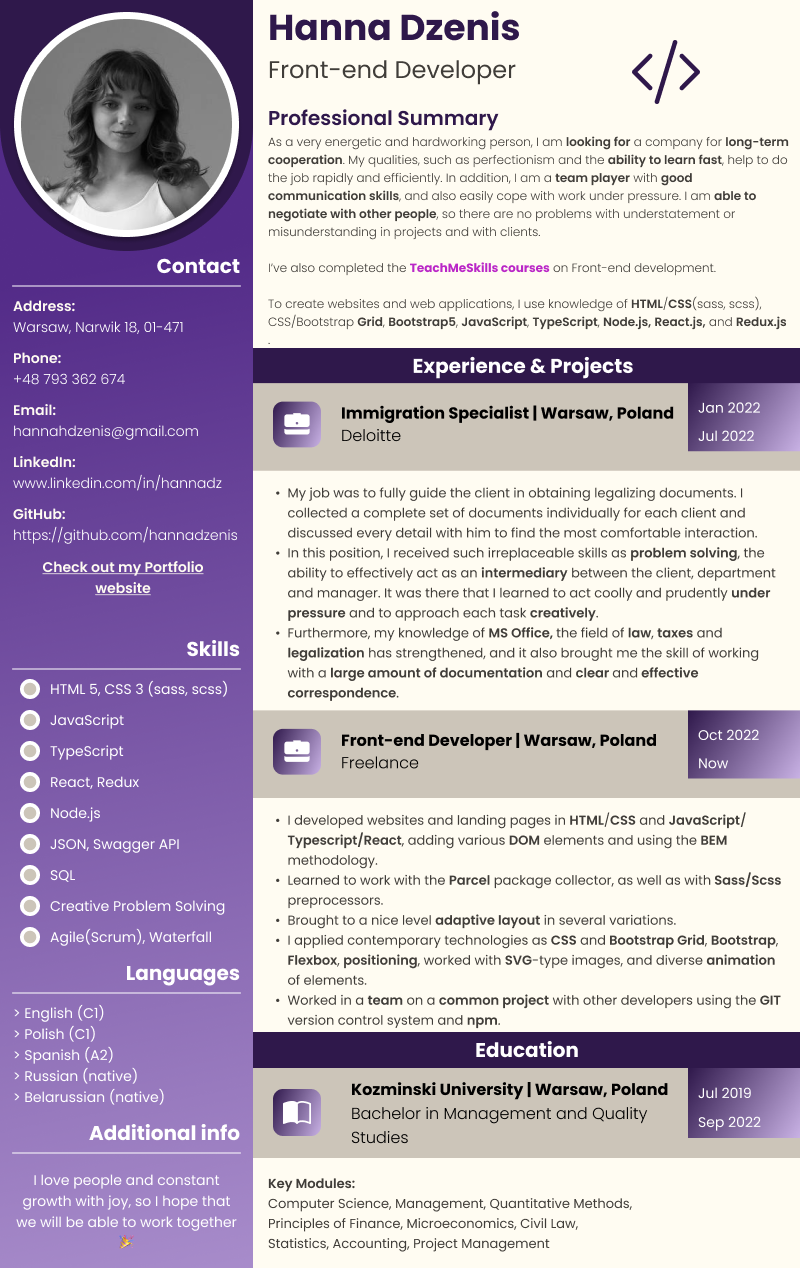 Hanna Dzenis
Front-end Developer
</>
Professional Summary
As a very energetic and hardworking person, I am looking for a company for long-term
cooperation. My qualities, such as perfectionism and the ability to learn fast, help to do
the job rapidly and efficiently. In addition, I am a team player with good
communication skills, and also easily cope with work under pressure. I am able to
negotiate with other people, so there are no problems with understatement or
misunderstanding in projects and with clients.
I've also completed the TeachMeSkills courses on Front-end development.
To create websites and web applications, I use knowledge of HTML/CSS(sass, scss),
CSS/Bootstrap Grid, Bootstrap5, JavaScript, TypeScript, Node.js, React.js, and Redux.js
.
Contact
Address:
Warsaw, Narwik 18, 01-471
Phone:
+48 793 362 674
Email:
hannahdzenis@gmail.com
LinkedIn:
www.linkedin.com/in/hannadz
GitHub:
https://github.com/hannadzenis
Check out my Portfolio
website
Skills
HTML 5, CSS 3 (sass, scss)
JavaScript
TypeScript
React, Redux
Node.js
JSON, Swagger API
SQL
Creative Problem Solving
Agile(Scrum), Waterfall
Languages
> English (C1)
> Polish (C1)
> Spanish (A2)
> Russian (native)
> Belarussian (native)
Additional info
I love people and constant
growth with joy, so I hope that
we will be able to work together
🎉
Experience & Projects
Immigration Specialist | Warsaw, Poland
Deloitte
Jan 2022
Jul 2022
• My job was to fully guide the client in obtaining legalizing documents. I
collected a complete set of documents individually for each client and
discussed every detail with him to find the most comfortable interaction.
• In this position, I received such irreplaceable skills as problem solving, the
ability to effectively act as an intermediary between the client, department
and manager. It was there that I learned to act coolly and prudently under
pressure and to approach each task creatively.
• Furthermore, my knowledge of MS Office, the field of law, taxes and
legalization has strengthened, and it also brought me the skill of working
with a large amount of documentation and clear and effective
correspondence.
Front-end Developer | Warsaw, Poland
Freelance
Oct 2022
Now
• I developed websites and landing pages in HTML/CSS and JavaScript/
Typescript/React, adding various DOM elements and using the BEM
methodology.
• Learned to work with the Parcel package collector, as well as with Sass/Scss
preprocessors.
• Brought to a nice level adaptive layout in several variations.
• I applied contemporary technologies as CSS and Bootstrap Grid, Bootstrap,
Flexbox, positioning, worked with SVG-type images, and diverse animation
of elements.
• Worked in a team on a common project with other developers using the GIT
version control system and npm.
Education
Kozminski University | Warsaw, Poland
Bachelor in Management and Quality
Studies
Jul 2019
Sep 2022
Key Modules:
Computer Science, Management, Quantitative Methods,
Principles of Finance, Microeconomics, Civil Law,
Statistics, Accounting, Project Management